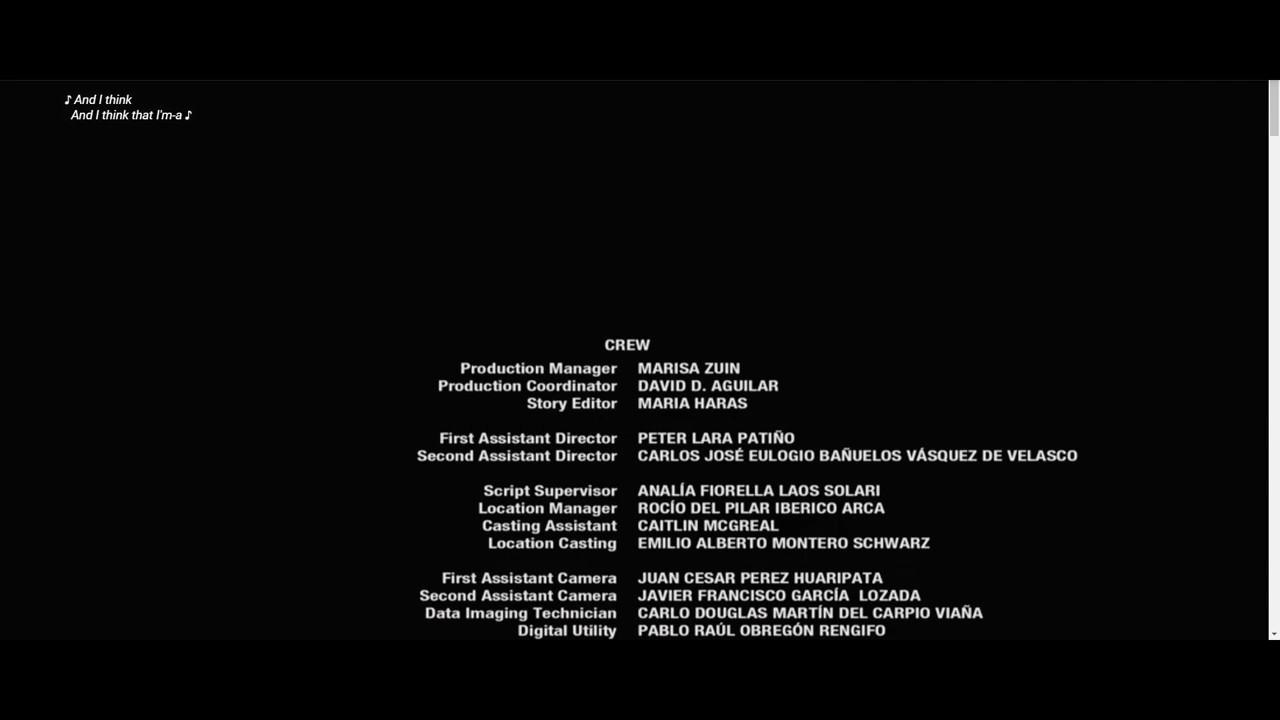 ♪ And I think
And I think that I'm-a ♪
CREW
Production Manager MARISA ZUIN
Production Coordinator DAVID D. AGUILAR
Story Editor MARIA HARAS
First Assistant Director PETER LARA PATIÑO
Second Assistant Director CARLOS JOSÉ EULOGIO BAÑUELOS VÁSQUEZ DE VELASCO
Script Supervisor ANALÍA FIORELLA LAOS SOLARI
Location Manager ROCÍO DEL PILAR IBERICO ARCA
Casting Assistant CAITLIN MCGREAL
Location Casting EMILIO ALBERTO MONTERO SCHWARZ
First Assistant Camera JUAN CESAR PEREZ HUARIPATA
Second Assistant Camera JAVIER FRANCISCO GARCÍA LOZADA
Data Imaging Technician CARLO DOUGLAS MARTÍN DEL CARPIO VIAÑA
Digital Utility PABLO RAÚL OBREGÓN RENGIFO